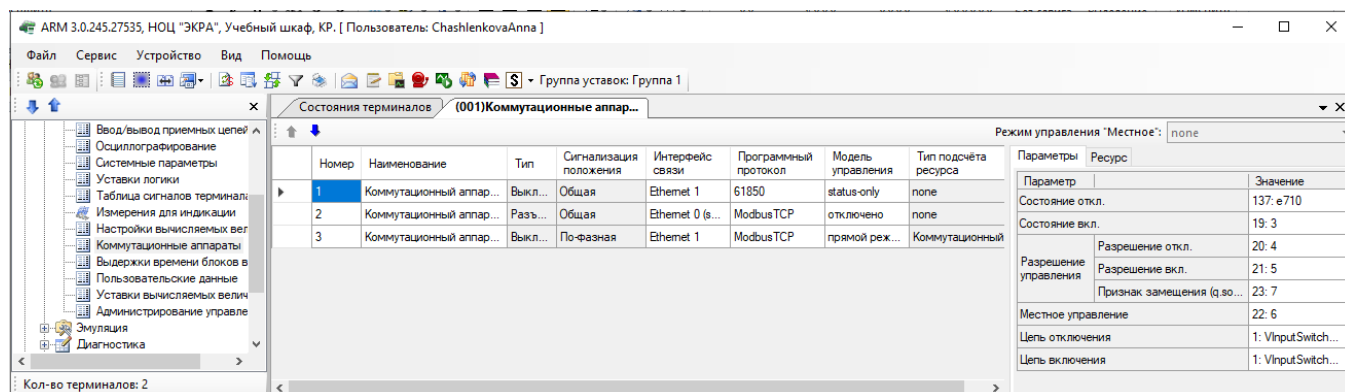 ARM 3.0.245.27535, НОЦ "ЭКРА", Учебный шкаф, КР. [ Пользователь: ChashlenkovaAnna ]
Файл Сервис Устройство Вид Помощь
S Группа уставок: Группа 1
Ввод/вывод приемных цепей
Осциллографирование
Системные параметры
Уставки логики
Таблица сигналов терминала
Измерения для индикации
Настройки вычисляемых вел
Коммутационные аппараты
Выдержки времени блоков в
Пользовательские данные
Уставки вычисляемых велич
Администрирование управле
Эмуляция
Диагностика
Кол-во терминалов: 2
Состояния терминалов (001)Коммутационные аппар...
Режим управления "Местное": none
Номер Наименование Тип Сигнализация положения Интерфейс связи Программный протокол Модель управления Тип подсчёта ресурса
1 Коммутационный аппар... Выкл... Общая Ethernet 1 61850 status-only none
2 Коммутационный аппар... Разъ... Общая Ethernet 0 (s... ModbusTCP отключено none
3 Коммутационный аппар... Выкл... По-фазная Ethernet 1 ModbusTCP прямой реж... Коммутационный
Параметры Ресурс
Параметр Значение
Состояние откл. 137: e710
Состояние вкл. 19: 3
Разрешение управления
Разрешение откл. 20: 4
Разрешение вкл. 21: 5
Признак замещения (q.so... 23: 7
Местное управление 22: 6
Цепь отключения 1: VInputSwitch...
Цепь включения 1: VInputSwitch...